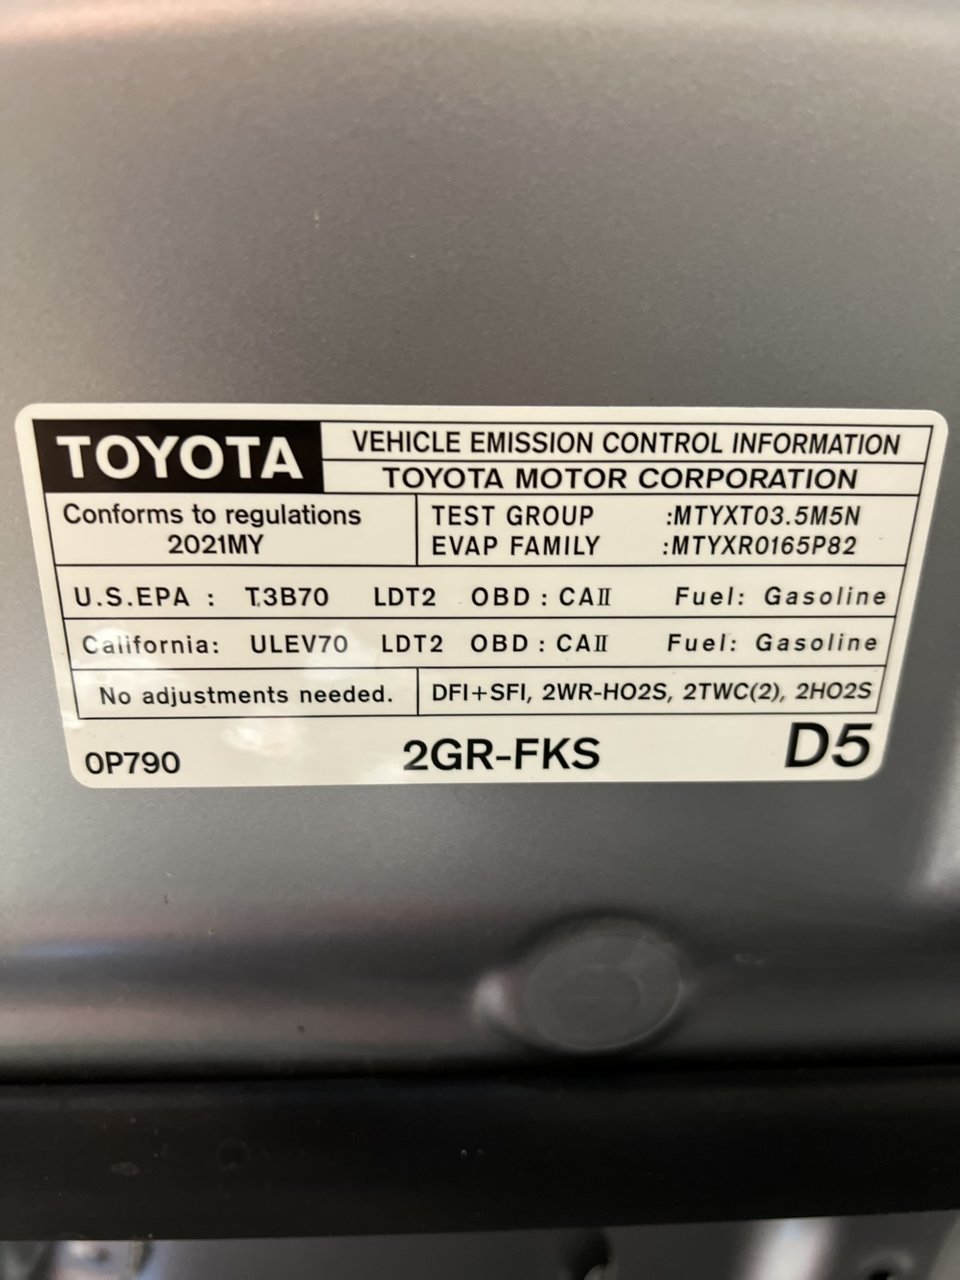 TOYOTA
VEHICLE EMISSION CONTROL INFORMATION
TOYOTA MOTOR CORPORATION
Conforms to regulations
2021MY
TEST GROUP :MTYXT03.5M5N
EVAP FAMILY :MTYXR0165P82
U.S.EPA : T3B70 LDT2 OBD : CAⅡ Fuel: Gasoline
California: ULEV70 LDT2 OBD : CAⅡ Fuel: Gasoline
No adjustments needed.
DFI+SFI, 2WR-HO2S, 2TWC(2), 2HO2S
0P790 2GR-FKS D5